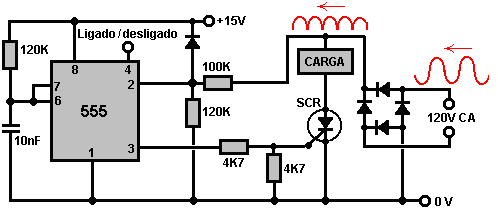 +15V
Ligado / desligado
120K
8
4
7
6
2
100K
CARGA
555
SCR
120K
120V CA
10nF
3
4K7
1
4K7
0 V